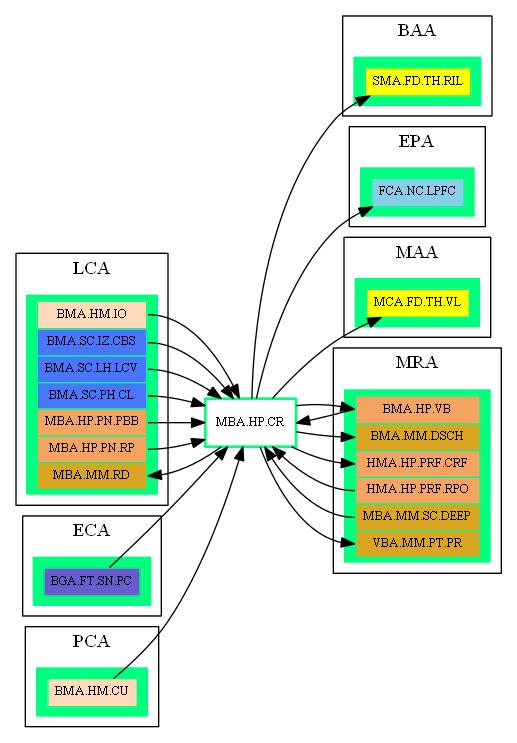 BAA
SMA.FD.TH.RIL
EPA
FCA.NC.LPFC
MAA
MCA.FD.TH.VL
LCA
BMA.HM.IO
BMA.SC.IZ.CBS
BMA.SC.LH.LCV
BMA.SC.PH.CL
MBA.HP.PN.PBB
MBA.HP.PN.RP
MBA.MM.RD
MBA.HP.CR
MRA
BMA.HP.VB
BMA.MM.DSCH
HMA.HP.PRF.CRF
HMA.HP.PRF.RPO
MBA.MM.SC.DEEP
VBA.MM.PT.PR
ECA
BGA.FT.SN.PC
PCA
BMA.HM.CU